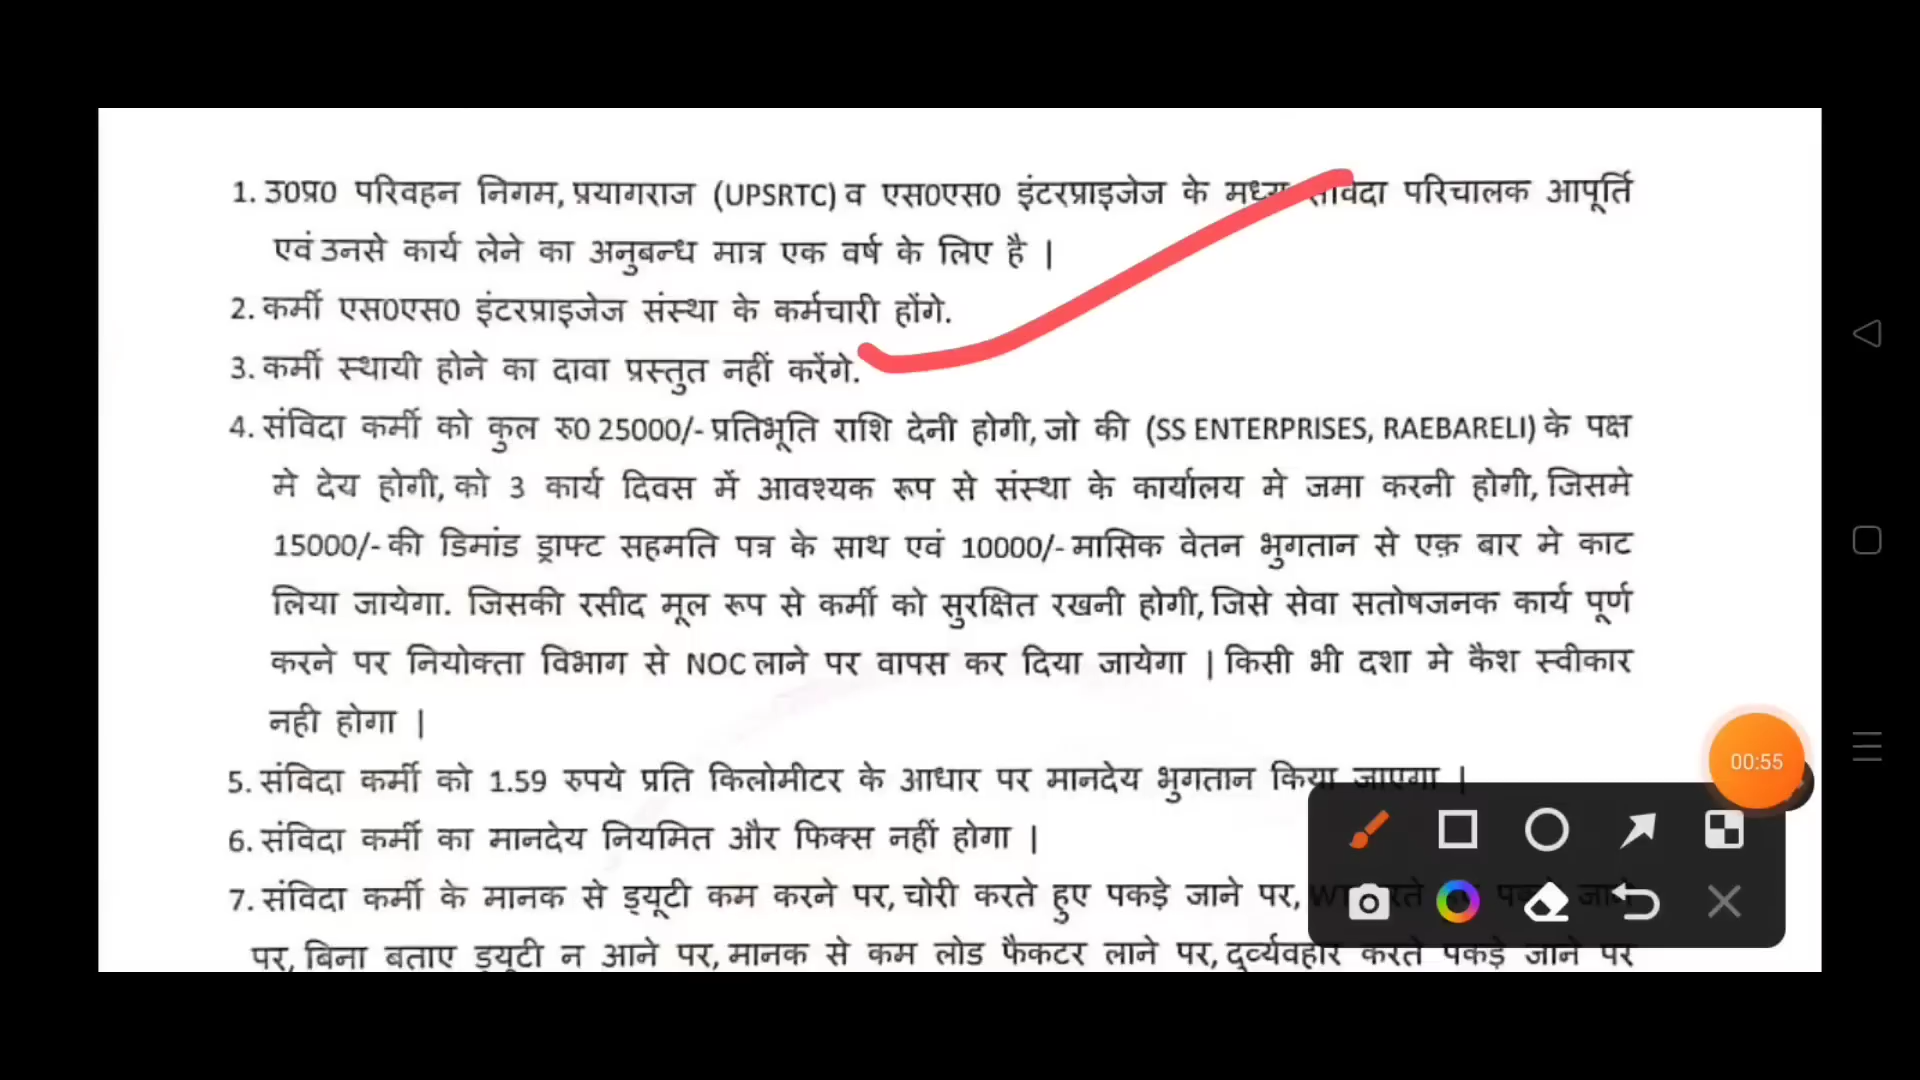 1. उ0प्र0 परिवहन निगम, प्रयागराज (UPSRTC) व एस0एस0 इंटरप्राइजेज के मध्य संविदा परिचालक आपूर्ति
एवं उनसे कार्य लेने का अनुबन्ध मात्र एक वर्ष के लिए है |
2. कर्मी एस0एस0 इंटरप्राइजेज संस्था के कर्मचारी होंगे.
3. कर्मी स्थायी होने का दावा प्रस्तुत नहीं करेंगे.
4. संविदा कर्मी को कुल रु0 25000/- प्रतिभूति राशि देनी होगी, जो की (SS ENTERPRISES, RAEBARELI) के पक्ष
मे देय होगी, को 3 कार्य दिवस में आवश्यक रूप से संस्था के कार्यालय मे जमा करनी होगी, जिसमे
15000/- की डिमांड ड्राफ्ट सहमति पत्र के साथ एवं 10000/- मासिक वेतन भुगतान से एक़ बार मे काट
लिया जायेगा. जिसकी रसीद मूल रूप से कर्मी को सुरक्षित रखनी होगी, जिसे सेवा सतोषजनक कार्य पूर्ण
करने पर नियोक्ता विभाग से NOC लाने पर वापस कर दिया जायेगा | किसी भी दशा मे कैश स्वीकार
नही होगा |
5. संविदा कर्मी को 1.59 रुपये प्रति किलोमीटर के आधार पर मानदेय भुगतान किया जाएगा |
00:55
6. संविदा कर्मी का मानदेय नियमित और फिक्स नहीं होगा |
7. संविदा कर्मी के मानक से ड्यूटी कम करने पर, चोरी करते हुए पकड़े जाने पर, WT करते हुए पकड़े जाने
पर, बिना बताए ड्यूटी न आने पर, मानक से कम लोड फैकटर लाने पर, दुर्व्यवहार करते पकड़े जाने पर